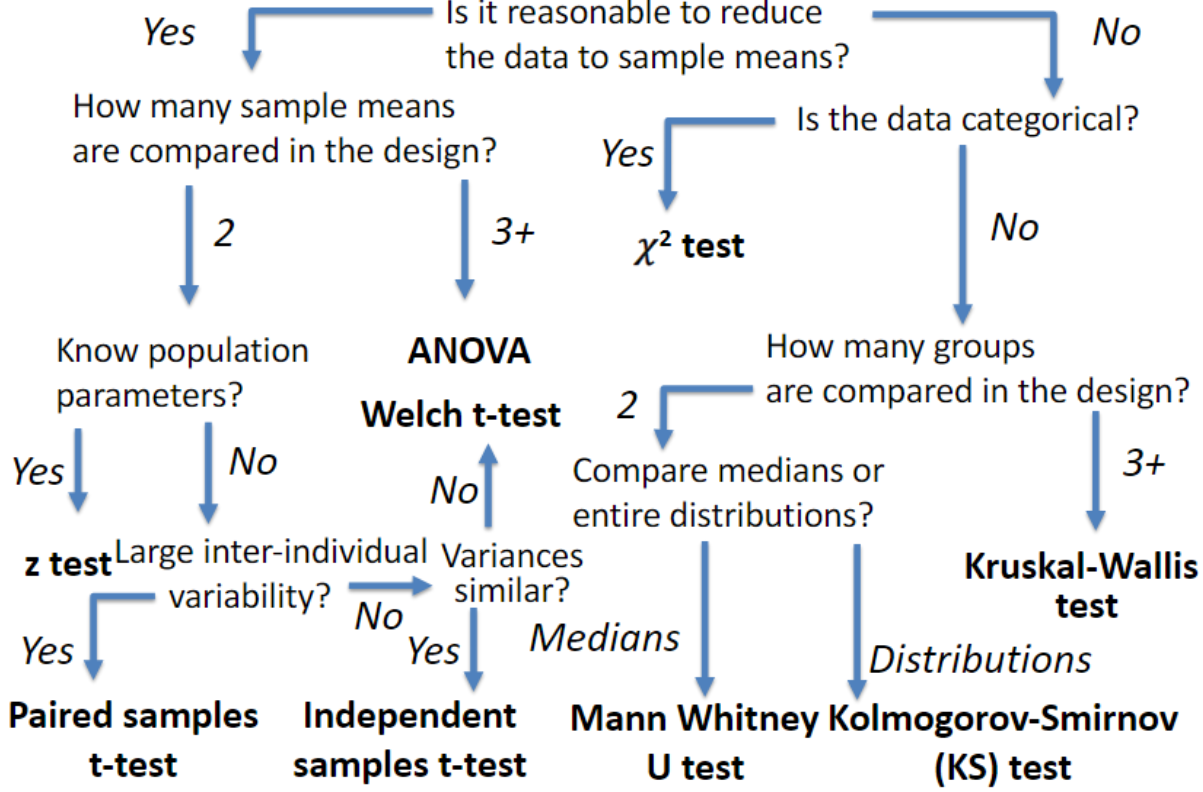 Is it reasonable to reduce
the data to sample means?
Yes
No
How many sample means
are compared in the design?
Is the data categorical?
Yes
2
3+
χ² test
No
Know population
parameters?
ANOVA
Welch t-test
How many groups
are compared in the design?
2
Yes
No
No
3+
Compare medians or
entire distributions?
z test
Large inter-individual
variability?
Variances
similar?
No
Kruskal-Wallis
test
Yes
Yes
Medians
Distributions
Paired samples
t-test
Independent
samples t-test
Mann Whitney
U test
Kolmogorov-Smirnov
(KS) test